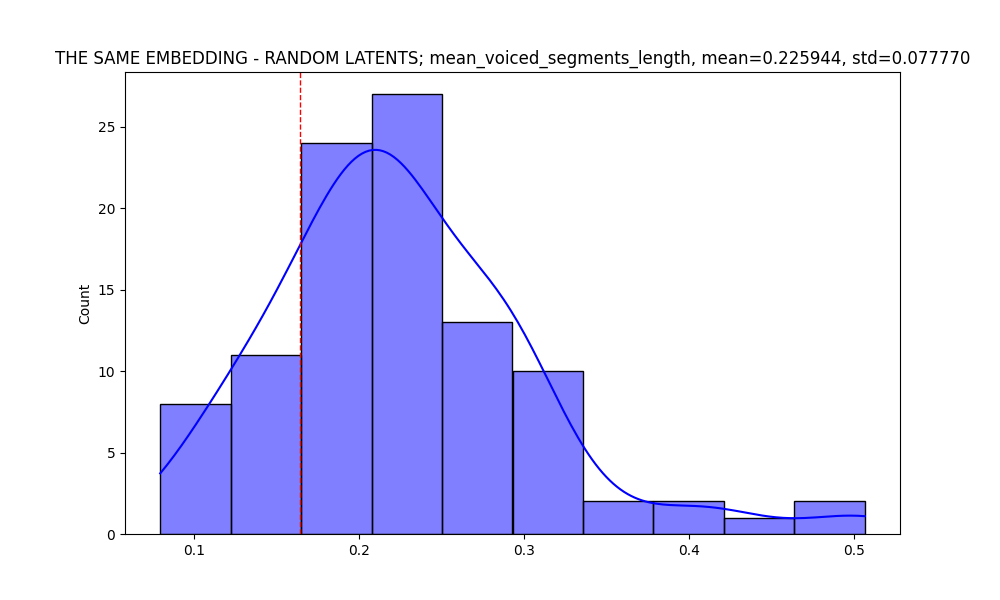 THE SAME EMBEDDING - RANDOM LATENTS; mean_voiced_segments_length, mean=0.225944, std=0.077770
25
20
15
10
5
0
Count
0.1 0.2 0.3 0.4 0.5